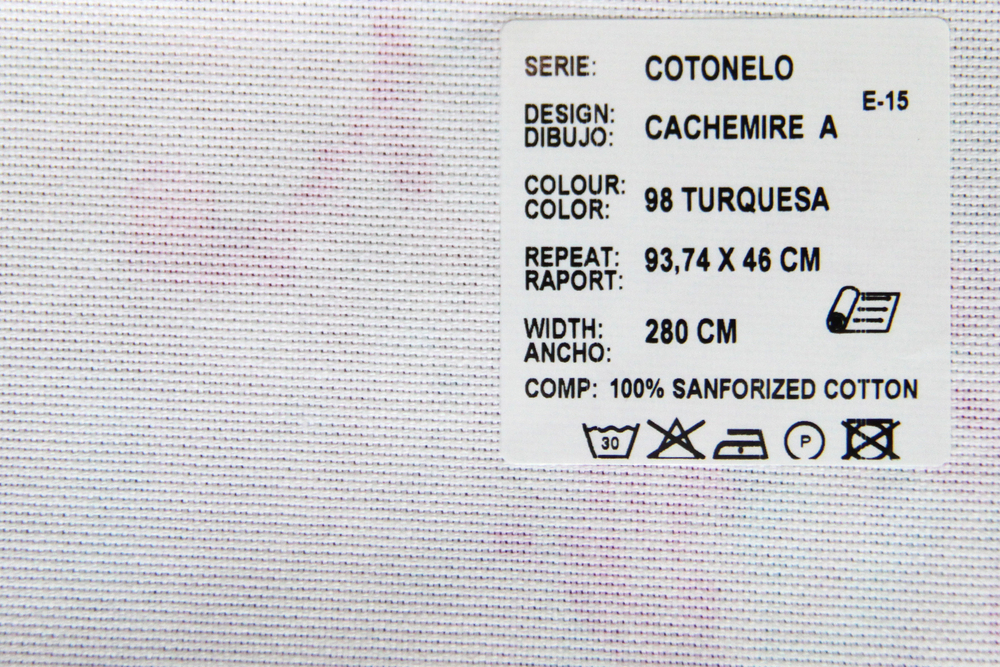 SERIE: COTONELO
E-15
DESIGN:
DIBUJO: CACHEMIRE A
COLOUR:
COLOR: 98 TURQUESA
REPEAT: 93,74 X 46 CM
RAPORT:
WIDTH: 280 CM
ANCHO:
COMP: 100% SANFORIZED COTTON
30 P